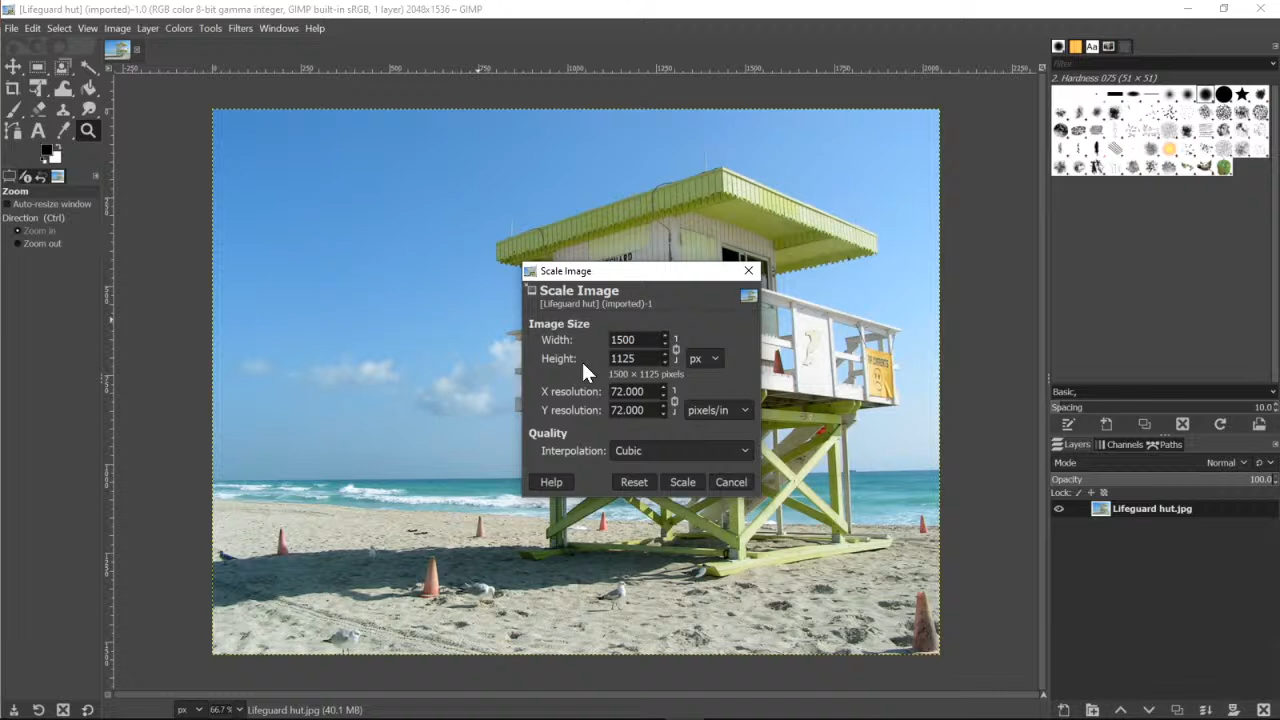 [Lifeguard hut] (imported)-1.0 (RGB color 8-bit gamma integer, GIMP built-in sRGB, 1 layer) 2048x1536 – GIMP
File Edit Select View Image Layer Colors Tools Filters Windows Help
Filter
2. Hardness 075 (51 × 51)
Zoom
Auto-resize window
Direction (Ctrl)
Zoom in
Zoom out
Scale Image
Scale Image
[Lifeguard hut] (imported)-1
Image Size
Width: 1500
Height: 1125 px
1500 × 1125 pixels
X resolution: 72.000
Y resolution: 72.000 pixels/in
Quality
Interpolation: Cubic
Help Reset Scale Cancel
Basic,
Spacing 10.0
Layers Channels Paths
Mode Normal
Opacity 100.0
Lock:
Lifeguard hut.jpg
px 66.7 % Lifeguard hut.jpg (40.1 MB)